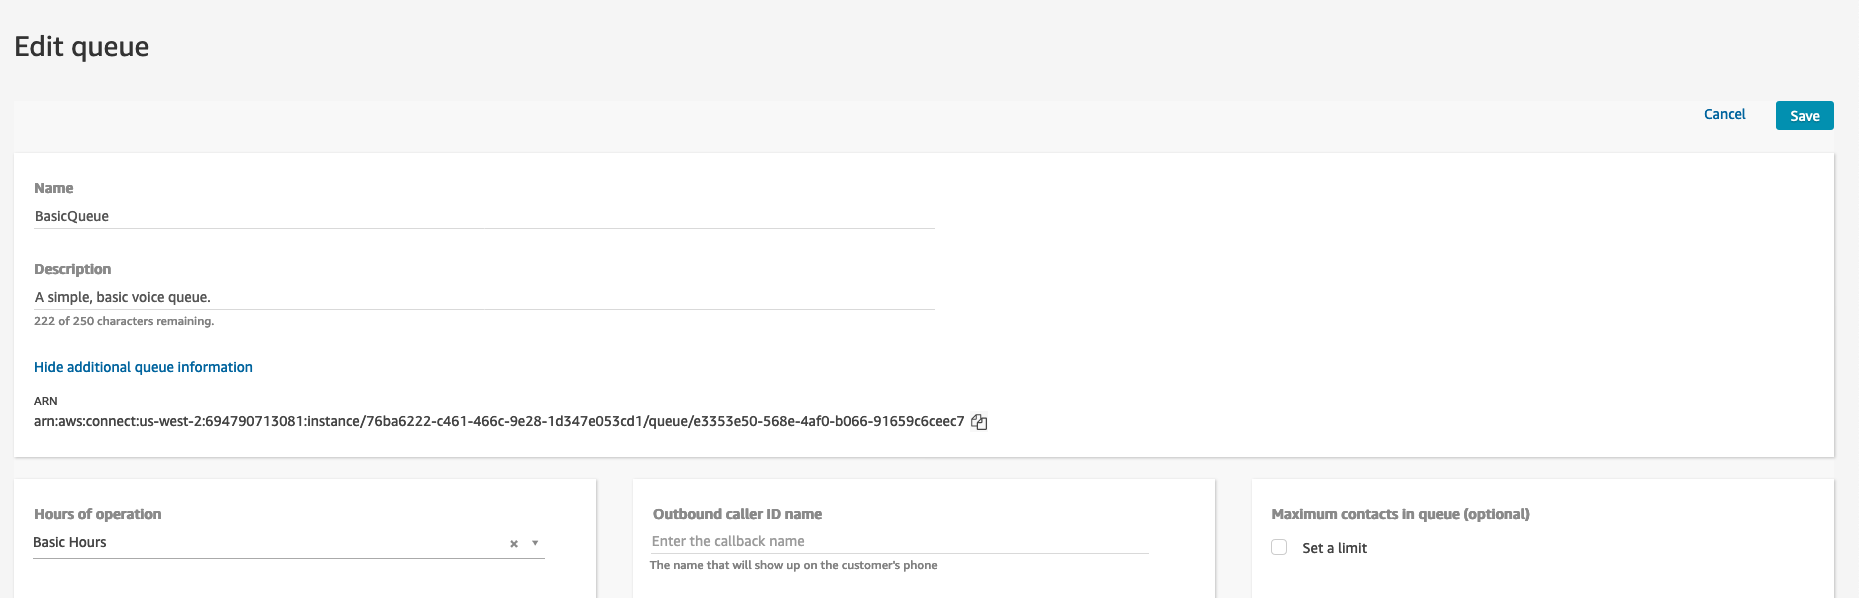 Edit queue
Cancel
Save
Name
BasicQueue
Description
A simple, basic voice queue.
222 of 250 characters remaining.
Hide additional queue information
ARN
arn:aws:connect:us-west-2:694790713081:instance/76ba6222-c461-466c-9e28-1d347e053cd1/queue/e3353e50-568e-4af0-b066-91659c6ceec7
Hours of operation
Basic Hours
Outbound caller ID name
Enter the callback name
The name that will show up on the customer's phone
Maximum contacts in queue (optional)
Set a limit